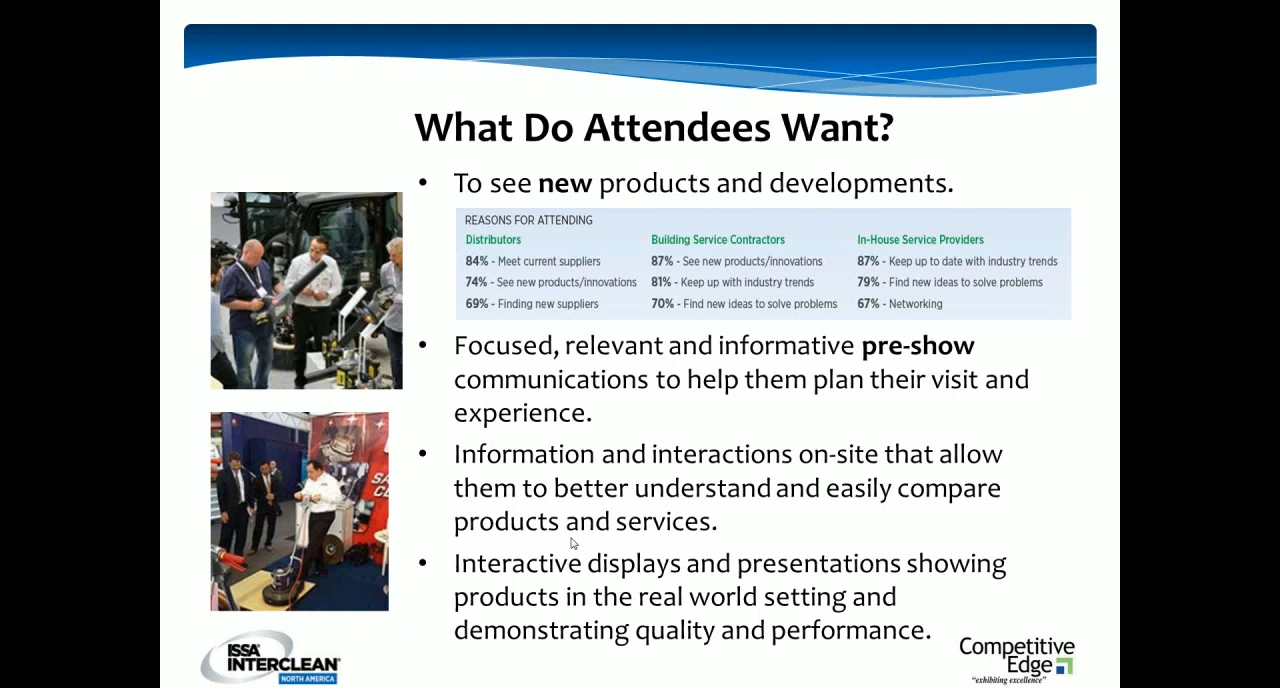 What Do Attendees Want?
• To see new products and developments.
REASONS FOR ATTENDING
Distributors
84% - Meet current suppliers
74% - See new products/innovations
69% - Finding new suppliers
Building Service Contractors
87% - See new products/innovations
81% - Keep up with industry trends
70% - Find new ideas to solve problems
In-House Service Providers
87% - Keep up to date with industry trends
79% - Find new ideas to solve problems
67% - Networking
• Focused, relevant and informative pre-show
communications to help them plan their visit and
experience.
• Information and interactions on-site that allow
them to better understand and easily compare
products and services.
• Interactive displays and presentations showing
products in the real world setting and
demonstrating quality and performance.
ISSA
INTERCLEAN
NORTH AMERICA
Competitive
Edge
"exhibiting excellence"